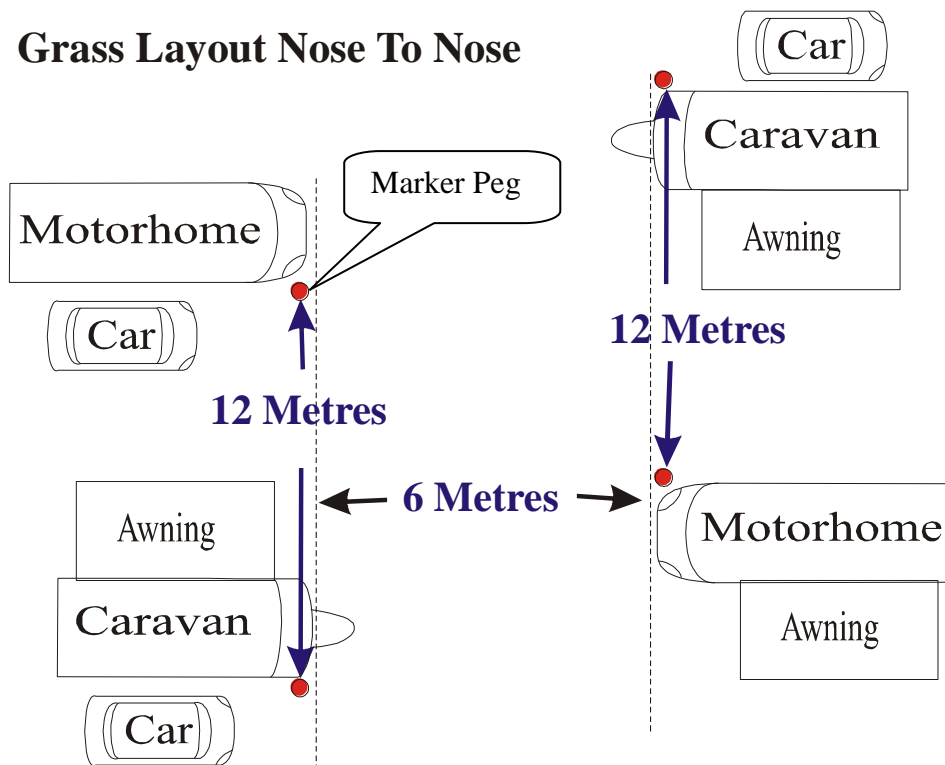 Grass Layout Nose To Nose
Car
Caravan
Awning
Marker Peg
Motorhome
Car
12 Metres
12 Metres
6 Metres
Awning
Caravan
Car
Motorhome
Awning